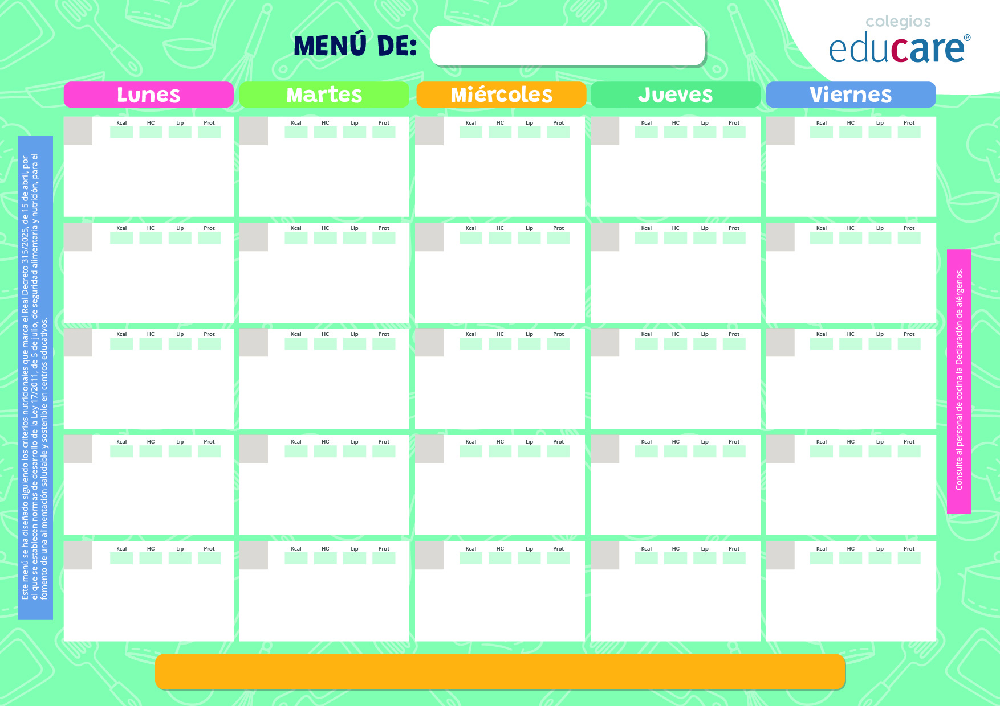 colegios
educare®
MENÚ DE:
Lunes Martes Miércoles Jueves Viernes
Kcal HC Lip Prot Kcal HC Lip Prot Kcal HC Lip Prot Kcal HC Lip Prot Kcal HC Lip Prot
Kcal HC Lip Prot Kcal HC Lip Prot Kcal HC Lip Prot Kcal HC Lip Prot Kcal HC Lip Prot
Kcal HC Lip Prot Kcal HC Lip Prot Kcal HC Lip Prot Kcal HC Lip Prot Kcal HC Lip Prot
Kcal HC Lip Prot Kcal HC Lip Prot Kcal HC Lip Prot Kcal HC Lip Prot Kcal HC Lip Prot
Kcal HC Lip Prot Kcal HC Lip Prot Kcal HC Lip Prot Kcal HC Lip Prot Kcal HC Lip Prot
Este menú se ha diseñado siguiendo los criterios nutricionales que marca el Real Decreto 315/2025, de 15 de abril, por
el que se establecen normas de desarrollo de la Ley 17/2011, de 5 de julio, de seguridad alimentaria y nutrición, para el
fomento de una alimentación saludable y sostenible en centros educativos.
Consulte al personal de cocina la Declaración de alérgenos.